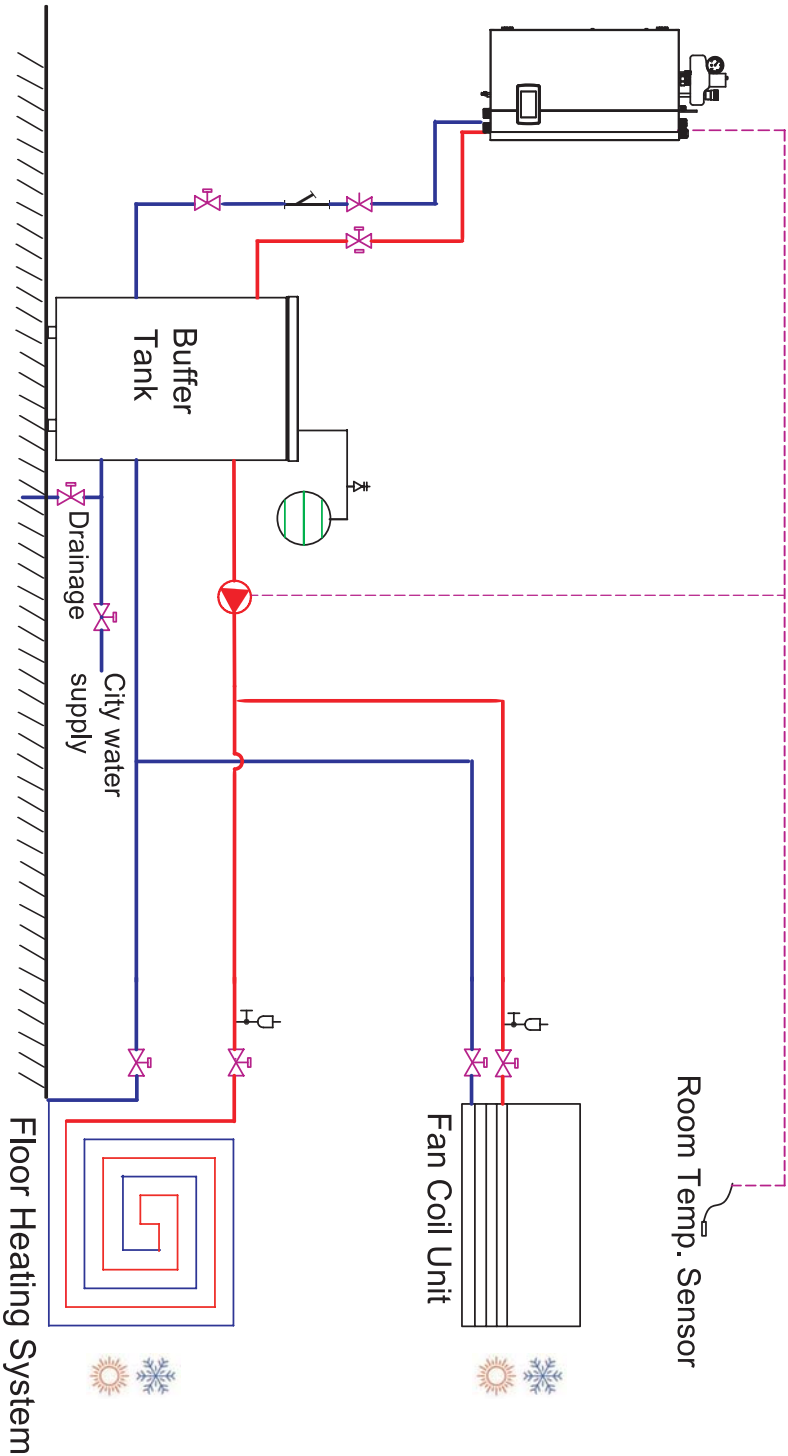 Room Temp. Sensor
Fan Coil Unit
Buffer
Tank
Drainage
City water
supply
Floor Heating System